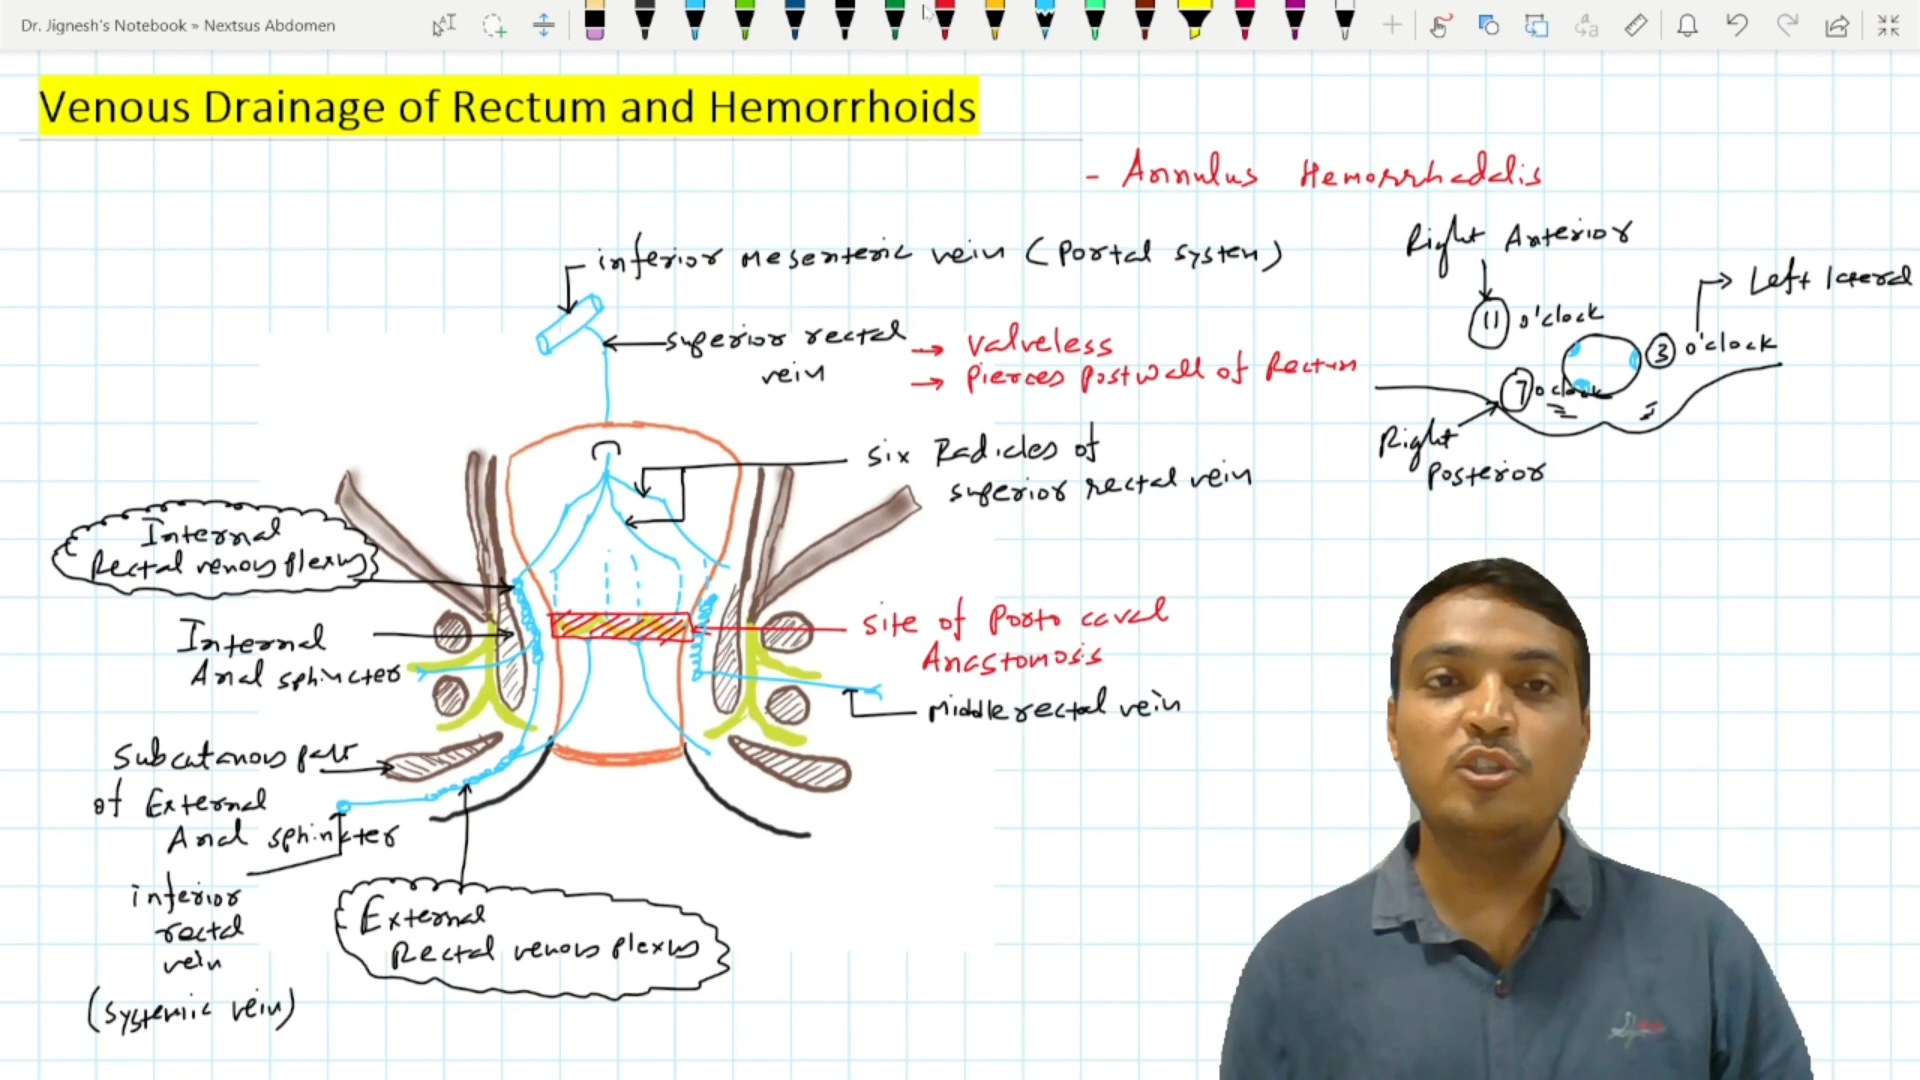 Dr. Jignesh's Notebook » Nextsus Abdomen
Venous Drainage of Rectum and Hemorrhoids
- Annulus Hemorrhadalis
inferior mesenteric vein (Portal system)
superior rectal
vein
→ valveless
→ Pierces post wall of Rectum
Right Anterior
11 o'clock
Left lateral
3 o'clock
7 o'clock
Right
Posterior
six Radicles of
superior rectal vein
Internal
Rectal venous plexus
Internal
Anal sphincter
site of Porto caval
Anastomosis
Middle rectal vein
Subcutanous part
of External
Anal sphincter
inferior
rectal
vein
(systemic vein)
External
Rectal venous plexus